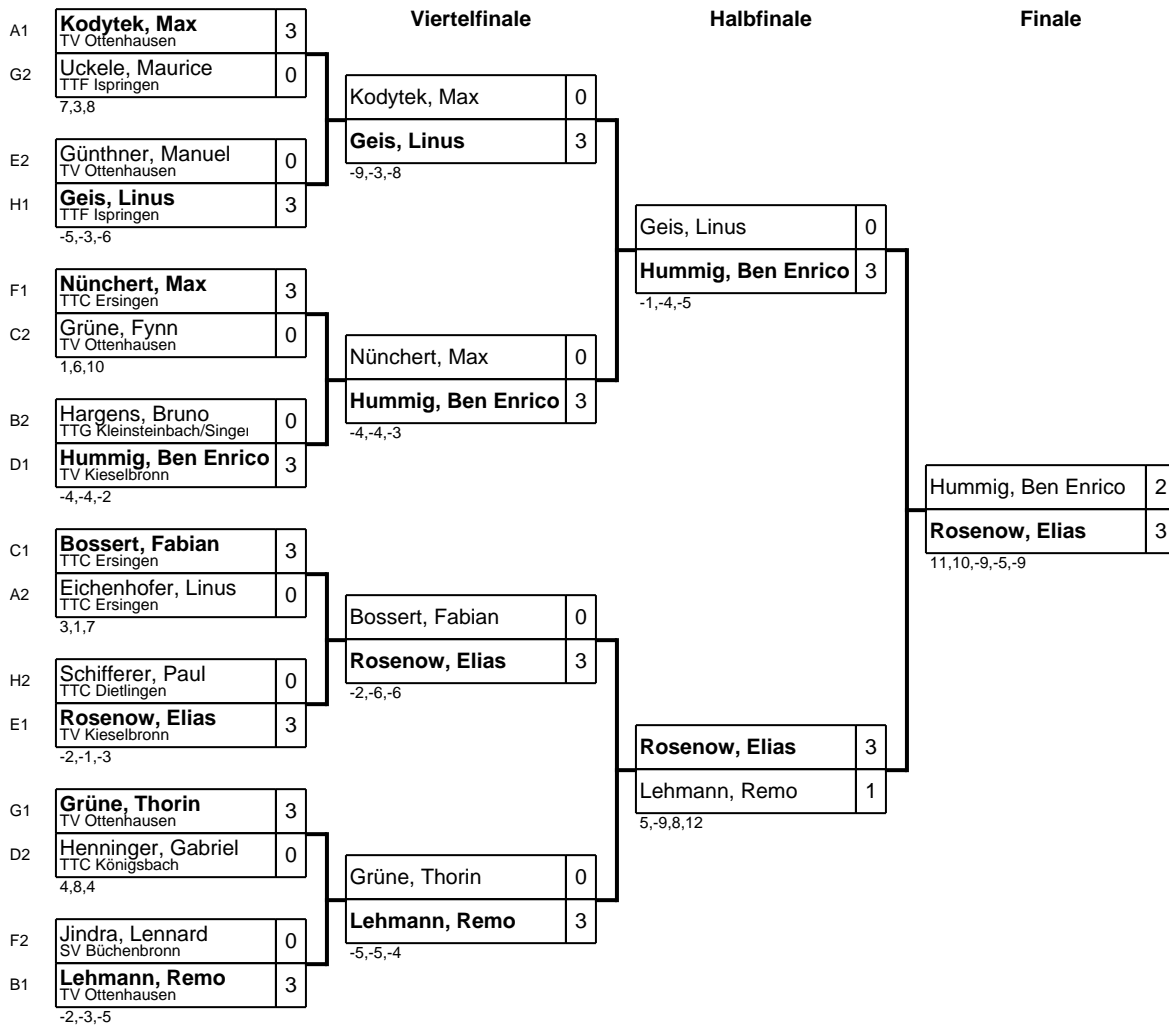 Viertelfinale
Halbfinale
Finale
A1 Kodytek, Max 3
TV Ottenhausen
G2 Uckele, Maurice 0
TTF Ispringen
7,3,8
E2 Günthner, Manuel 0
TV Ottenhausen
H1 Geis, Linus 3
TTF Ispringen
-5,-3,-6
F1 Nünchert, Max 3
TTC Ersingen
C2 Grüne, Fynn 0
TV Ottenhausen
1,6,10
B2 Hargens, Bruno 0
TTG Kleinsteinbach/Singe
D1 Hummig, Ben Enrico 3
TV Kieselbronn
-4,-4,-2
C1 Bossert, Fabian 3
TTC Ersingen
A2 Eichenhofer, Linus 0
TTC Ersingen
3,1,7
H2 Schifferer, Paul 0
TTC Dietlingen
E1 Rosenow, Elias 3
TV Kieselbronn
-2,-1,-3
G1 Grüne, Thorin 3
TV Ottenhausen
D2 Henninger, Gabriel 0
TTC Königsbach
4,8,4
F2 Jindra, Lennard 0
SV Büchenbronn
B1 Lehmann, Remo 3
TV Ottenhausen
-2,-3,-5
Kodytek, Max 0
Geis, Linus 3
-9,-3,-8
Nünchert, Max 0
Hummig, Ben Enrico 3
-4,-4,-3
Bossert, Fabian 0
Rosenow, Elias 3
-2,-6,-6
Grüne, Thorin 0
Lehmann, Remo 3
-5,-5,-4
Geis, Linus 0
Hummig, Ben Enrico 3
-1,-4,-5
Rosenow, Elias 3
Lehmann, Remo 1
5,-9,8,12
Hummig, Ben Enrico 2
Rosenow, Elias 3
11,10,-9,-5,-9